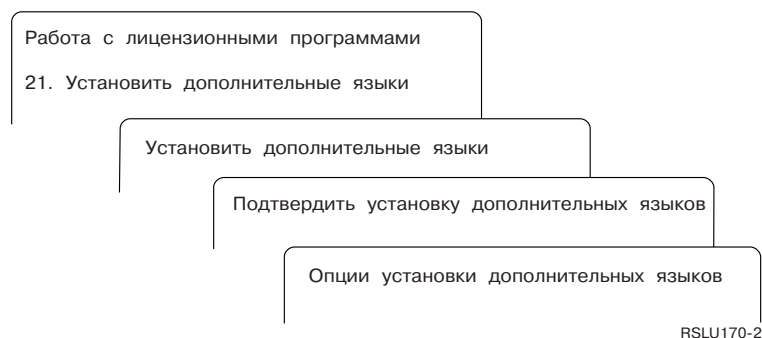 Работа с лицензионными программами
21. Установить дополнительные языки
Установить дополнительные языки
Подтвердить установку дополнительных языков
Опции установки дополнительных языков
RSLU170-2